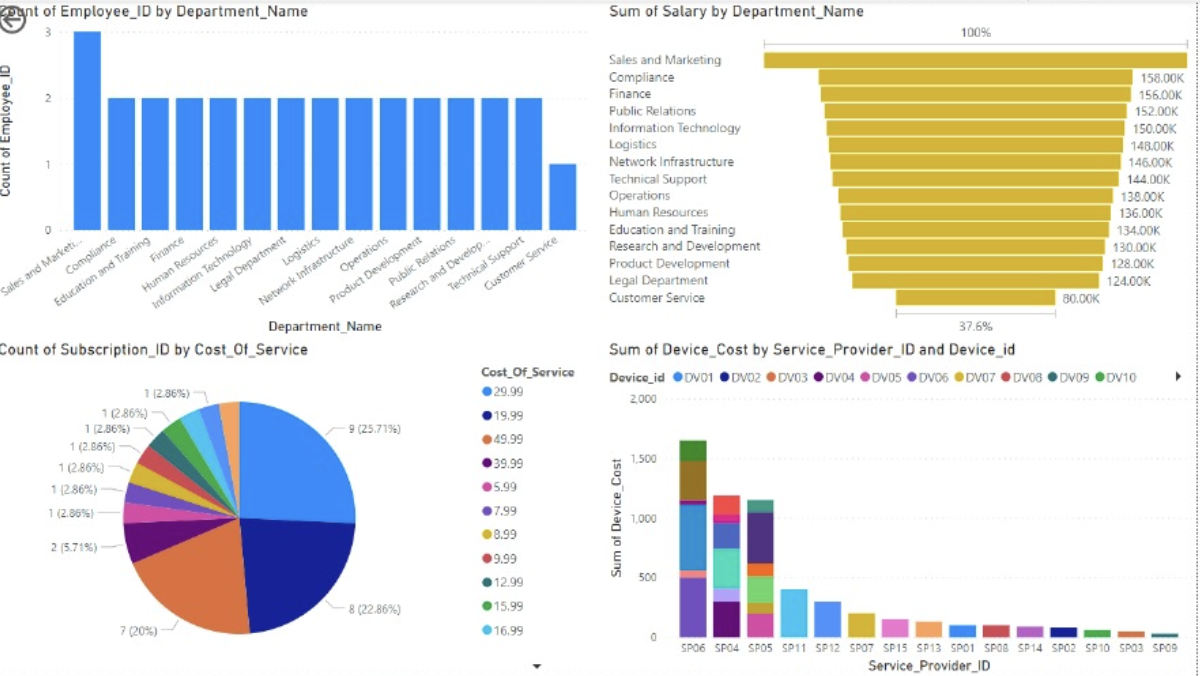 Count of Employee_ID by Department_Name
3
2
1
0
Count of Employee_ID
Sales and Marketi...
Compliance
Education and Training
Finance
Human Resources
Information Technology
Legal Department
Logistics
Network Infrastructure
Operations
Product Development
Public Relations
Research and Develop...
Technical Support
Customer Service
Department_Name
Sum of Salary by Department_Name
100%
Sales and Marketing
Compliance 158.00K
Finance 156.00K
Public Relations 152.00K
Information Technology 150.00K
Logistics 148.00K
Network Infrastructure 146.00K
Technical Support 144.00K
Operations 138.00K
Human Resources 136.00K
Education and Training 134.00K
Research and Development 130.00K
Product Development 128.00K
Legal Department 124.00K
Customer Service 80.00K
37.6%
Count of Subscription_ID by Cost_Of_Service
1 (2.86%)
1 (2.86%)
1 (2.86%)
1 (2.86%)
1 (2.86%)
1 (2.86%)
1 (2.86%)
2 (5.71%)
7 (20%)
9 (25.71%)
8 (22.86%)
Cost_Of_Service
29.99
19.99
49.99
39.99
5.99
7.99
8.99
9.99
12.99
15.99
16.99
Sum of Device_Cost by Service_Provider_ID and Device_id
Device_id DV01 DV02 DV03 DV04 DV05 DV06 DV07 DV08 DV09 DV10
2,000
1,500
1,000
500
0
Sum of Device_Cost
SP06 SP04 SP05 SP11 SP12 SP07 SP15 SP13 SP01 SP08 SP14 SP02 SP10 SP03 SP09
Service_Provider_ID